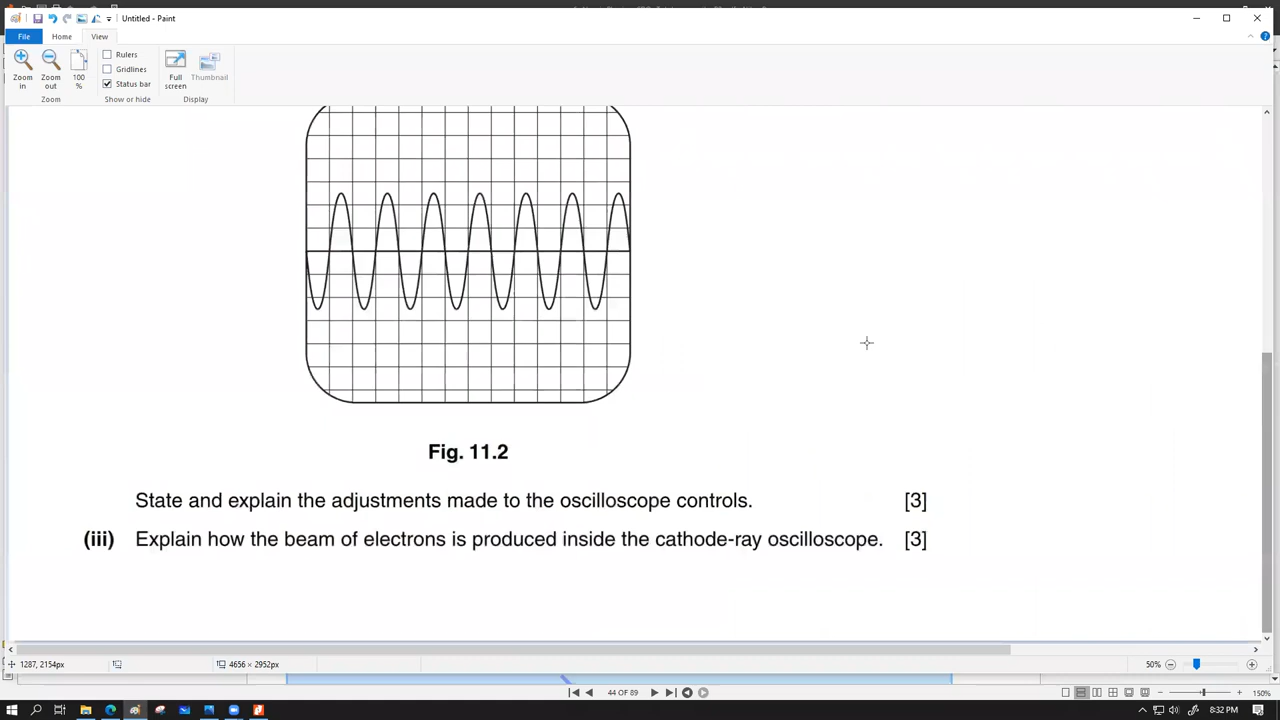 Untitled - Paint
File Home View
Zoom in
Zoom out
100 %
Rulers
Gridlines
Status bar
Full screen
Thumbnail
Zoom
Show or hide
Display
Fig. 11.2
State and explain the adjustments made to the oscilloscope controls. [3]
(iii) Explain how the beam of electrons is produced inside the cathode-ray oscilloscope. [3]
1287, 2154px
4656 × 2952px
50%
44 OF 89
150%
8:32 PM